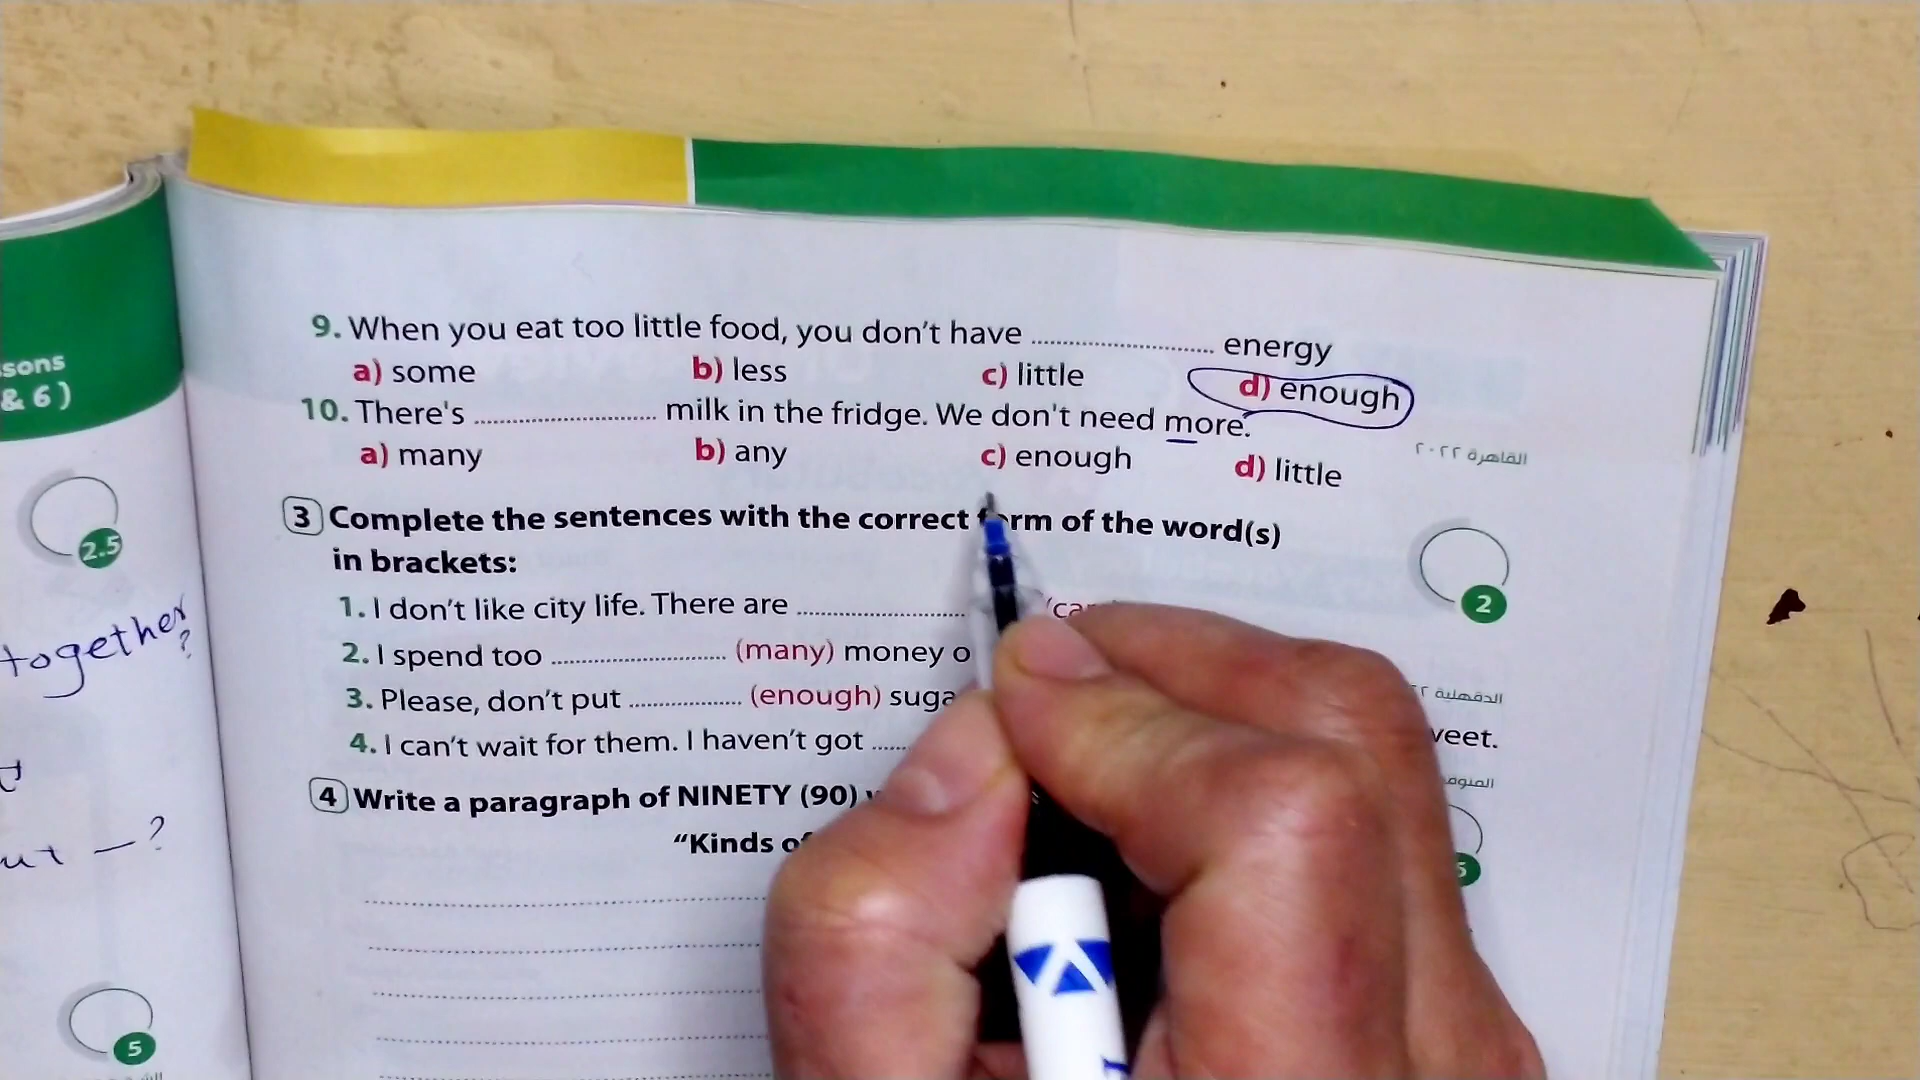 ssons
& 6 )
2.5
together
?
— ?
5
9. When you eat too little food, you don't have .................... energy
a) some b) less c) little d) enough
10. There's .................... milk in the fridge. We don't need more.
القاهرة ٢٠٢٢
a) many b) any c) enough d) little
3 Complete the sentences with the correct form of the word(s)
in brackets:
2
1. I don't like city life. There are ....................
2. I spend too .................... (many) money
الدقهلية
3. Please, don't put .................... (enough)
4. I can't wait for them. I haven't got ......
4 Write a paragraph of NINETY (90)
"Kinds